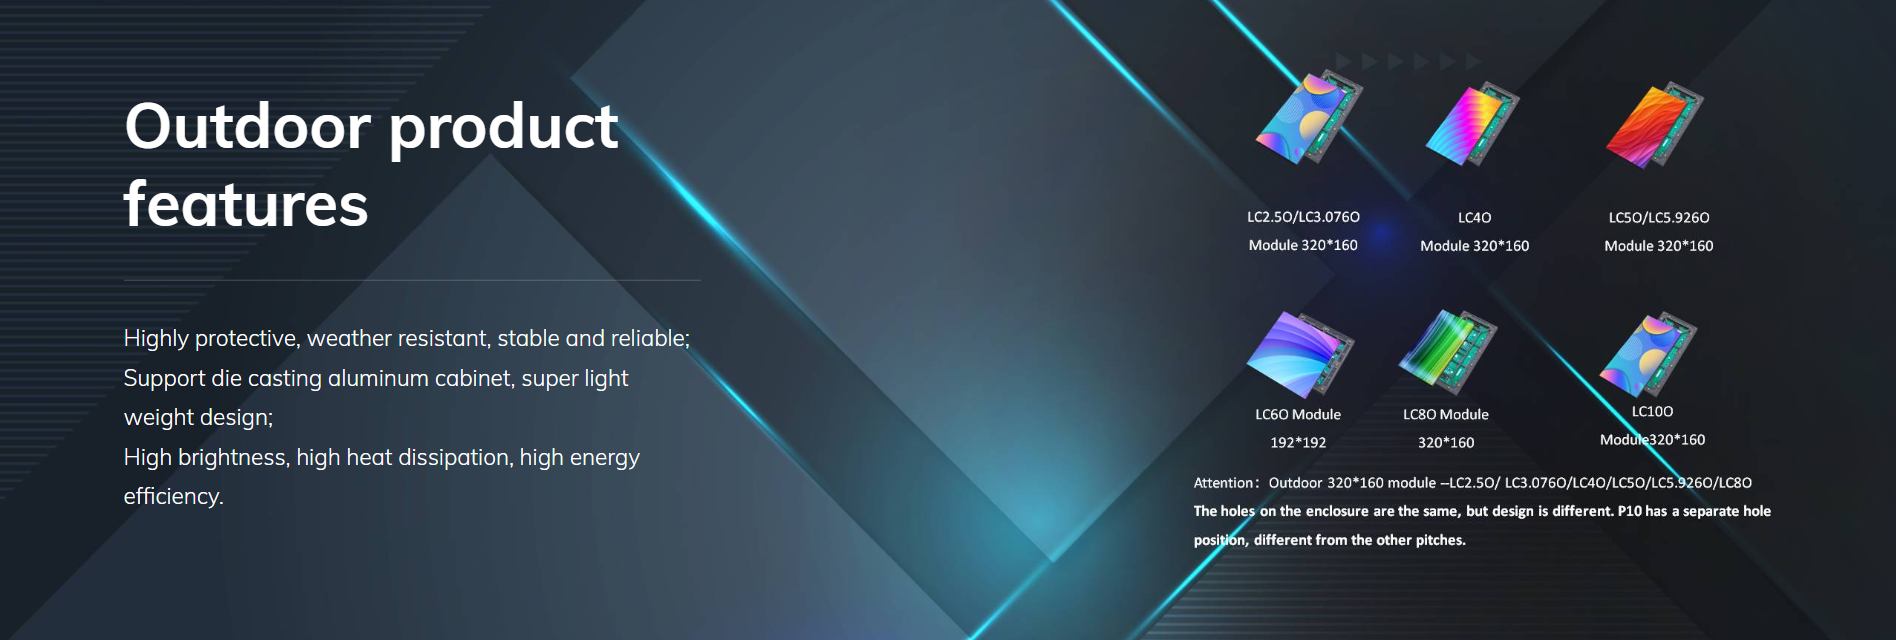 Outdoor product
features
Highly protective, weather resistant, stable and reliable;
Support die casting aluminum cabinet, super light
weight design;
High brightness, high heat dissipation, high energy
efficiency.
LC2.5O/LC3.076O
Module 320*160
LC4O
Module 320*160
LC5O/LC5.926O
Module 320*160
LC6O Module
192*192
LC8O Module
320*160
LC10O
Module320*160
Attention： Outdoor 320*160 module --LC2.5O/ LC3.076O/LC4O/LC5O/LC5.926O/LC8O
The holes on the enclosure are the same, but design is different. P10 has a separate hole
position, different from the other pitches.